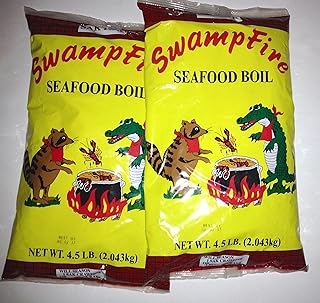 SwampFire
SEAFOOD BOIL
NET WT. 4.5 LB. (2.043kg)
SwampFire
SEAFOOD BOIL
NET WT. 4.5 LB. (2.043kg)